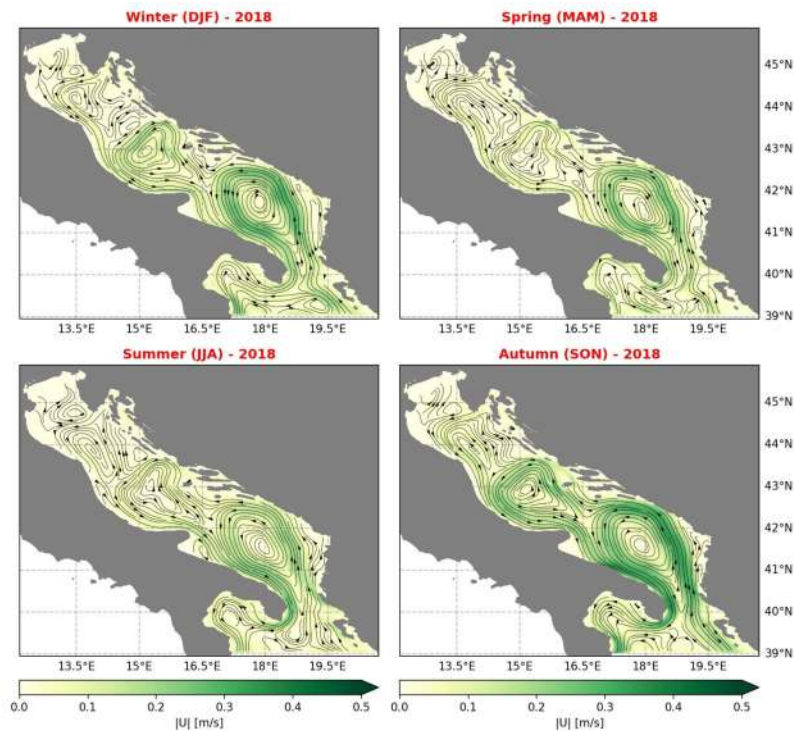 Winter (DJF) - 2018
Spring (MAM) - 2018
45°N
44°N
43°N
42°N
41°N
40°N
39°N
13.5°E 15°E 16.5°E 18°E 19.5°E
13.5°E 15°E 16.5°E 18°E 19.5°E
Summer (JJA) - 2018
Autumn (SON) - 2018
45°N
44°N
43°N
42°N
41°N
40°N
39°N
13.5°E 15°E 16.5°E 18°E 19.5°E
13.5°E 15°E 16.5°E 18°E 19.5°E
0.0 0.1 0.2 0.3 0.4 0.5
|U| [m/s]
0.0 0.1 0.2 0.3 0.4 0.5
|U| [m/s]